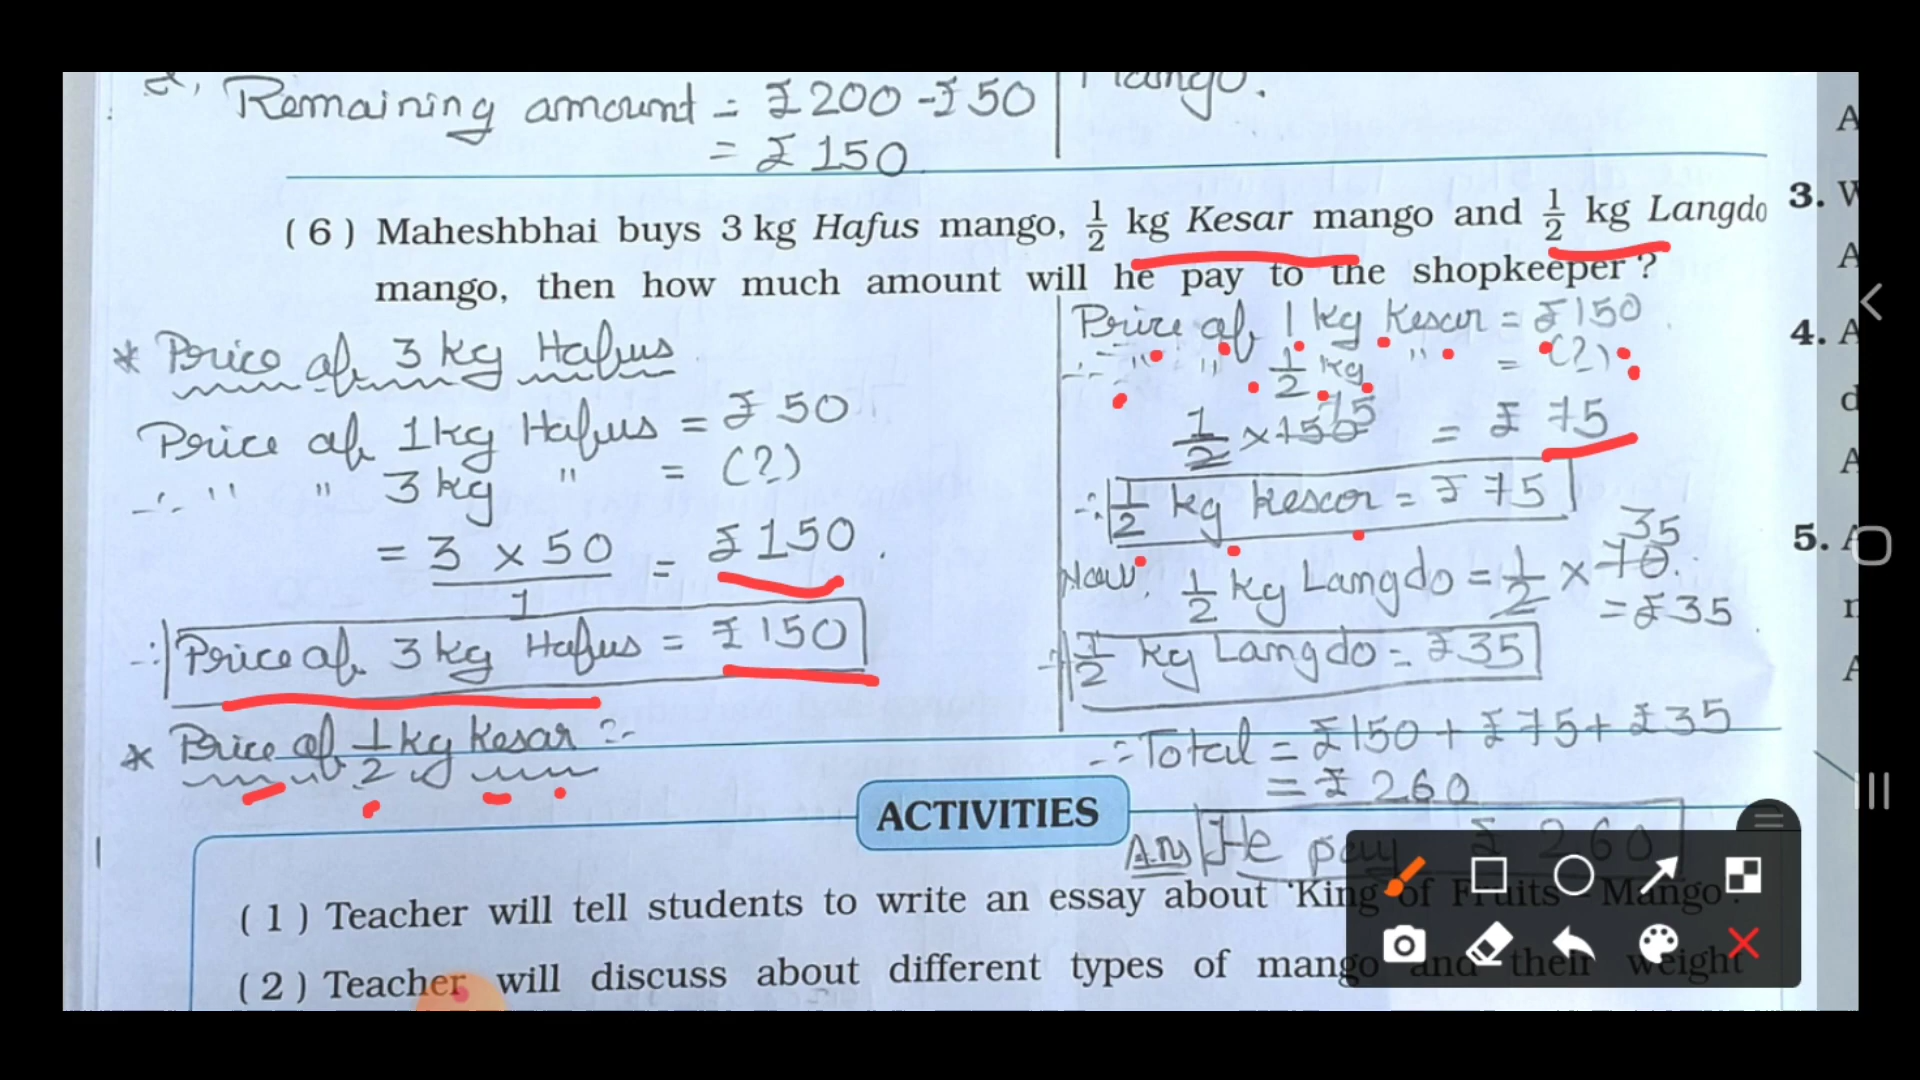 Remaining amount = ₹200 - ₹50
= ₹150
Mango.
( 6 ) Maheshbhai buys 3 kg Hafus mango, 1/2 kg Kesar mango and 1/2 kg Langdo
mango, then how much amount will he pay to the shopkeeper ?
* Price of 3 kg Hafus
Price of 1 kg Hafus = ₹50
∴ " " 3 kg " = (?)
= 3 × 50 / 1 = ₹150.
∴ Price of 3 kg Hafus = ₹150
* Price of 1/2 kg Kesar :-
Price of 1 kg Kesar = ₹150.
∴ " " 1/2 kg " = (?)
1/2 × 150 75 = ₹75
∴ 1/2 kg Kesar = ₹75
Now. 1/2 kg Langdo = 1/2 × 70 35
= ₹35
∴ 1/2 kg Langdo = ₹35
∴ Total = ₹150 + ₹75 + ₹35
= ₹260
Ans He pay ₹260
ACTIVITIES
( 1 ) Teacher will tell students to write an essay about 'King of Fruits - Mango'.
( 2 ) Teacher will discuss about different types of mango and their weight
3. W
A
4. A
d
A
5. A
n
A